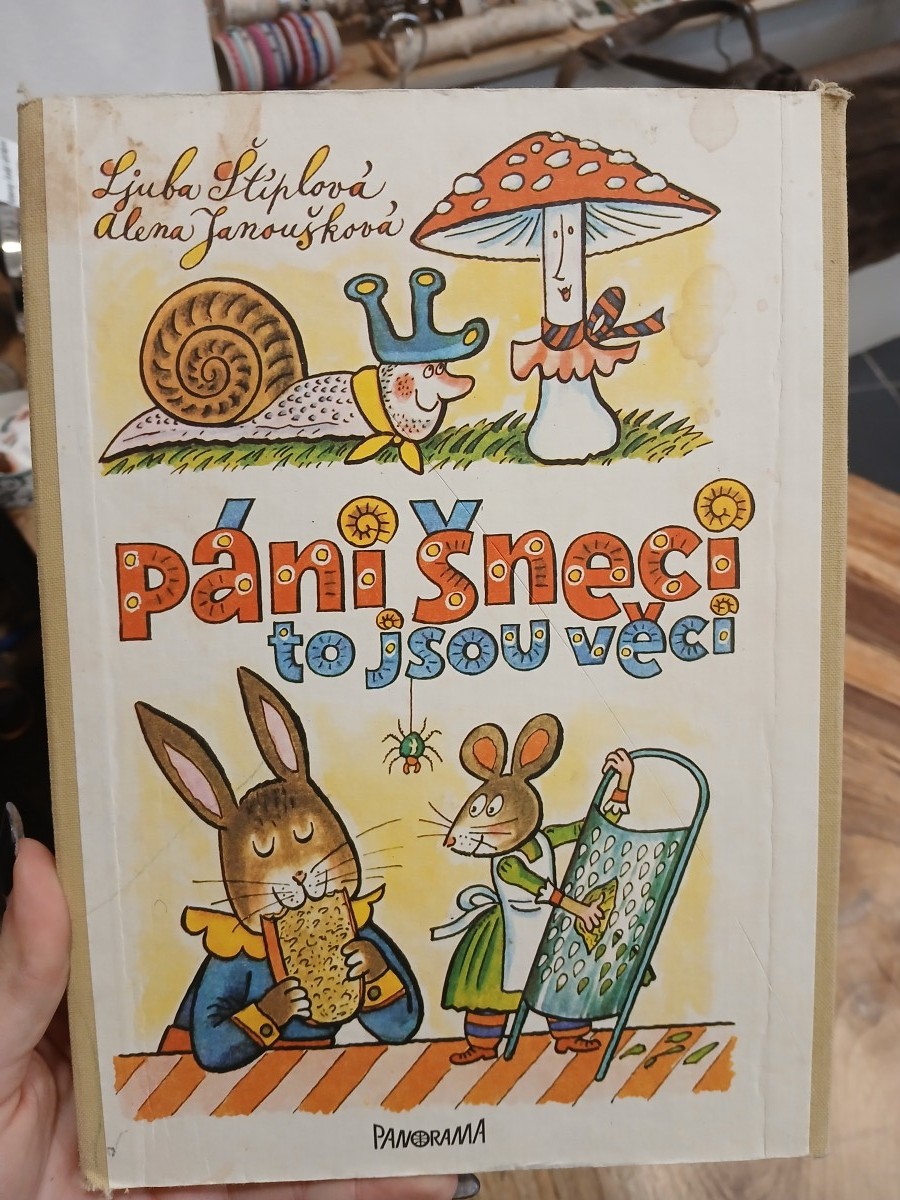 Ljuba Štíplová
Alena Janoušková
páni šneci
to jsou věci
PANORAMA